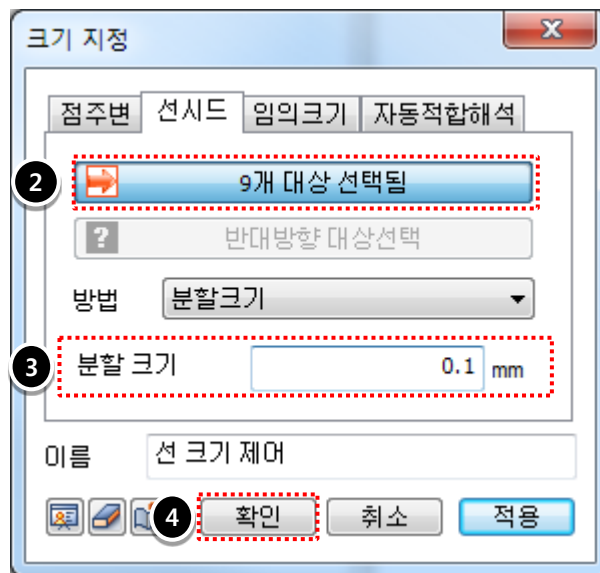 크기 지정
점주변 선시드 임의크기 자동적합해석
2 9개 대상 선택됨
? 반대방향 대상선택
방법 분할크기
3 분할 크기 0.1 mm
이름 선 크기 제어
4 확인 취소 적용